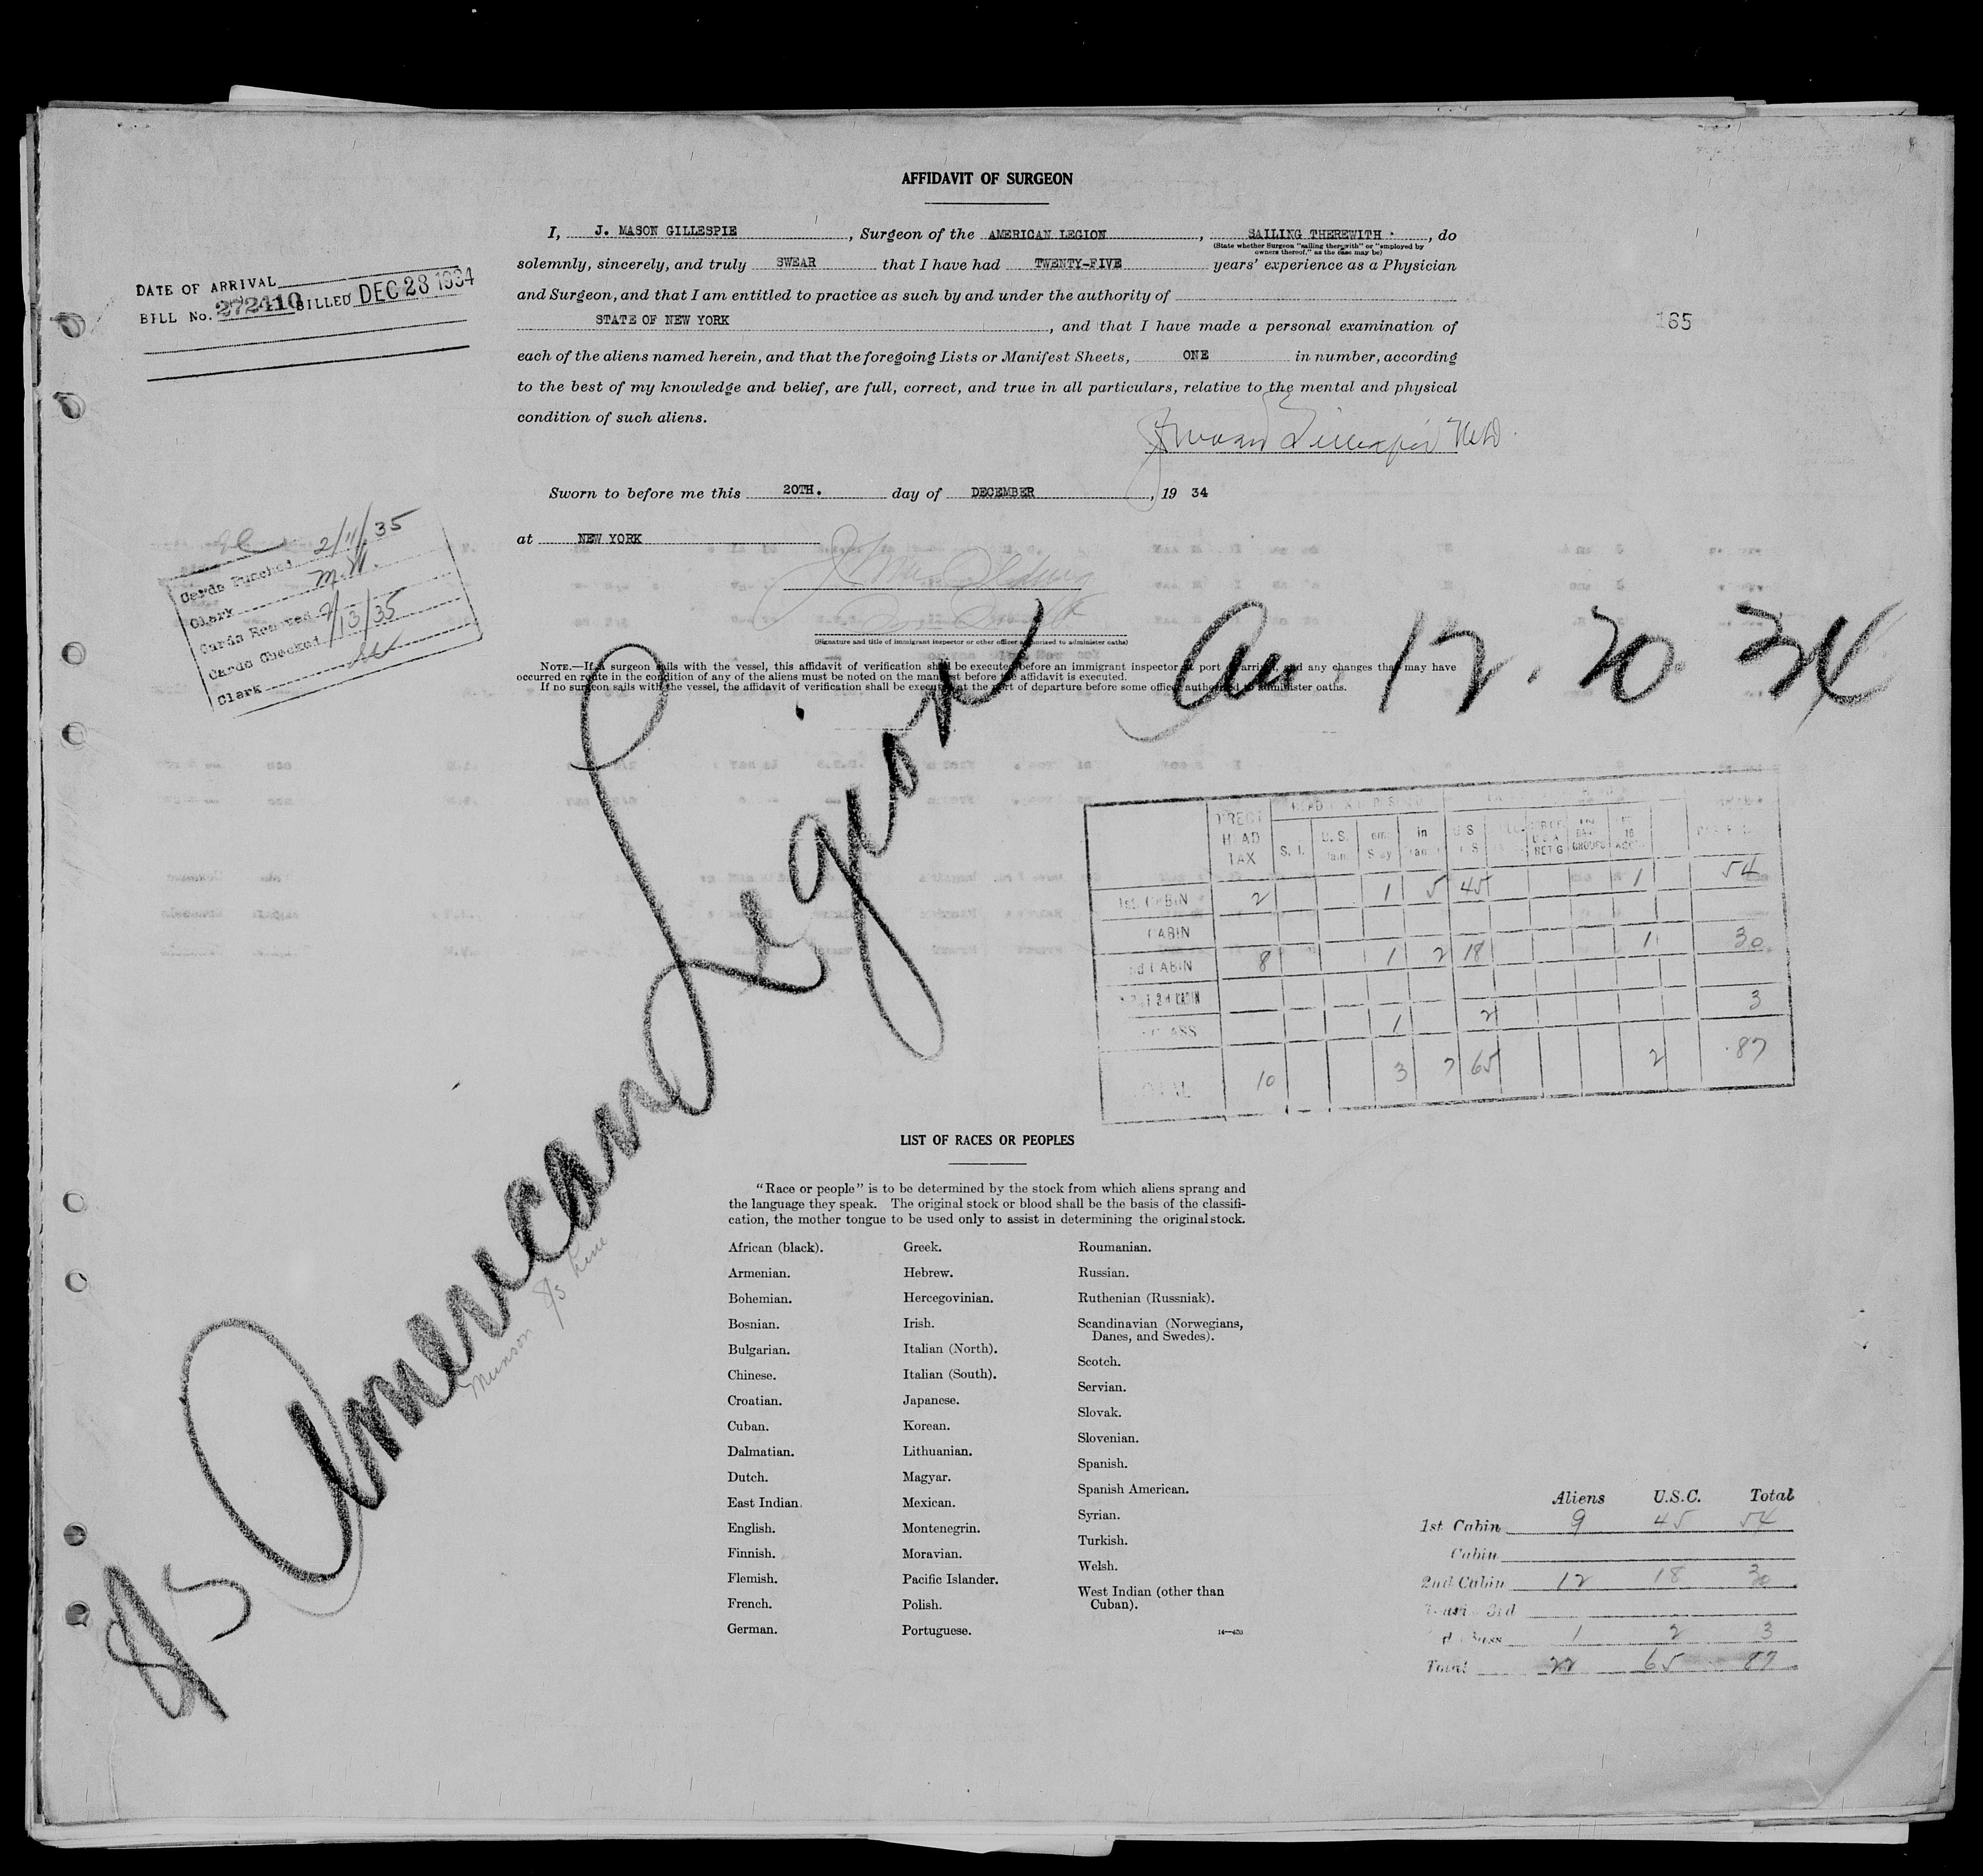 AFFIDAVIT OF SURGEON
I, J. MASON GILLESPIE, Surgeon of the AMERICAN LEGION, SAILING THEREWITH, do
(State whether Surgeon "sailing therewith" or "employed by
owners thereof," as the case may be)
solemnly, sincerely, and truly SWEAR that I have had TWENTY-FIVE years' experience as a Physician
and Surgeon, and that I am entitled to practice as such by and under the authority of
STATE OF NEW YORK, and that I have made a personal examination of
each of the aliens named herein, and that the foregoing Lists or Manifest Sheets, ONE in number, according
to the best of my knowledge and belief, are full, correct, and true in all particulars, relative to the mental and physical
condition of such aliens.
Gillespie M.D.
Sworn to before me this 20TH. day of DECEMBER, 19 34
at NEW YORK
(Signature and title of immigrant inspector or other officer authorized to administer oaths)
NOTE.—If a surgeon sails with the vessel, this affidavit of verification shall be executed before an immigrant inspector at port of arrival, and any changes that may have
occurred en route in the condition of any of the aliens must be noted on the manifest before the affidavit is executed.
If no surgeon sails with the vessel, the affidavit of verification shall be executed at the port of departure before some officer authorized to administer oaths.
DATE OF ARRIVAL
BILL No. 272410 BILLED DEC 28 1934
165
2/11/35
Cards Punched
Clerk M.W.
Cards Removed
Cards Checked 2/13/35
Clerk
12.20.34
S/S American Legion
Munson S/S Line
DIRECT HEAD TAX S.I. U.S.
1st CABIN 2 1 5 45 1 54
CABIN
2d CABIN 8 1 2 18 1 30
CLASS 1 2 3
TOTAL 10 3 7 65 2 87
LIST OF RACES OR PEOPLES
"Race or people" is to be determined by the stock from which aliens sprang and
the language they speak. The original stock or blood shall be the basis of the classifi-
cation, the mother tongue to be used only to assist in determining the original stock.
African (black).
Armenian.
Bohemian.
Bosnian.
Bulgarian.
Chinese.
Croatian.
Cuban.
Dalmatian.
Dutch.
East Indian.
English.
Finnish.
Flemish.
French.
German.
Greek.
Hebrew.
Hercegovinian.
Irish.
Italian (North).
Italian (South).
Japanese.
Korean.
Lithuanian.
Magyar.
Mexican.
Montenegrin.
Moravian.
Pacific Islander.
Polish.
Portuguese.
Roumanian.
Russian.
Ruthenian (Russniak).
Scandinavian (Norwegians,
Danes, and Swedes).
Scotch.
Servian.
Slovak.
Slovenian.
Spanish.
Spanish American.
Syrian.
Turkish.
Welsh.
West Indian (other than
Cuban).
Aliens U.S.C. Total
1st Cabin 9 45 54
Cabin
2nd Cabin 12 18 30
3rd
Class 1 2 3
Total 22 65 87